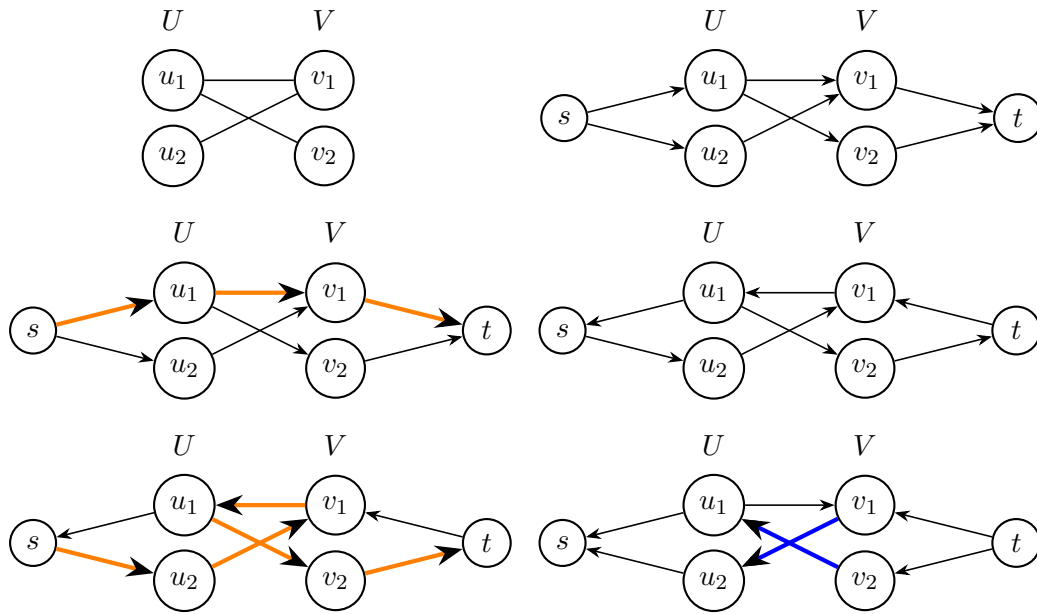 U V
u₁ v₁
u₂ v₂
U V
s u₁ v₁ t
u₂ v₂
U V
s u₁ v₁ t
u₂ v₂
U V
s u₁ v₁ t
u₂ v₂
U V
s u₁ v₁ t
u₂ v₂
U V
s u₁ v₁ t
u₂ v₂